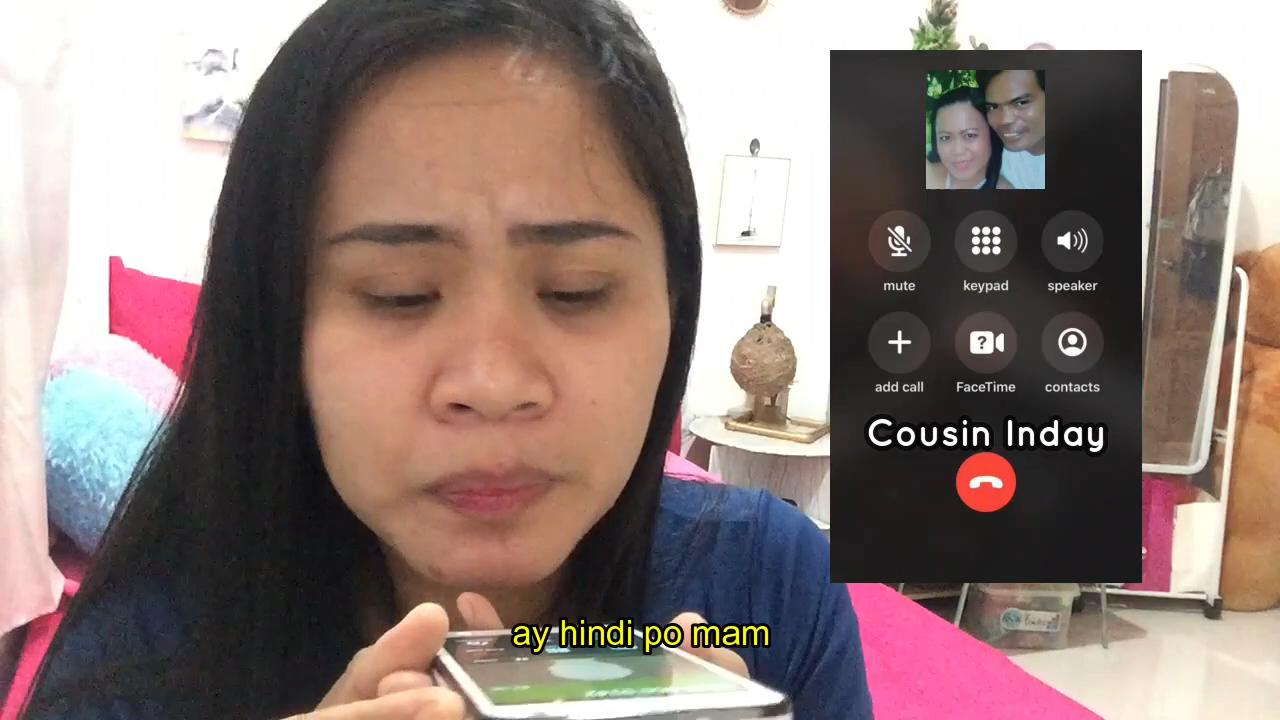 mute
keypad
speaker
?
add call
FaceTime
contacts
Cousin Inday
ay hindi po mam